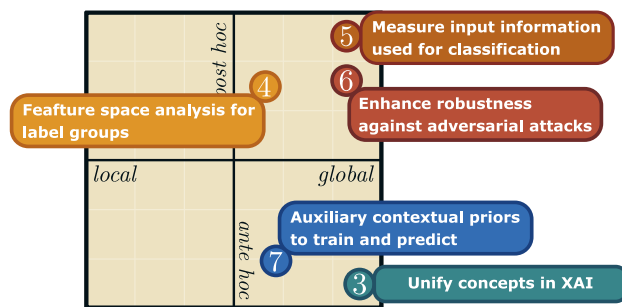 5
Measure input information
used for classification
post hoc
4
6
Feafture space analysis for
label groups
Enhance robustness
against adversarial attacks
local
global
ante hoc
Auxiliary contextual priors
to train and predict
7
3
Unify concepts in XAI